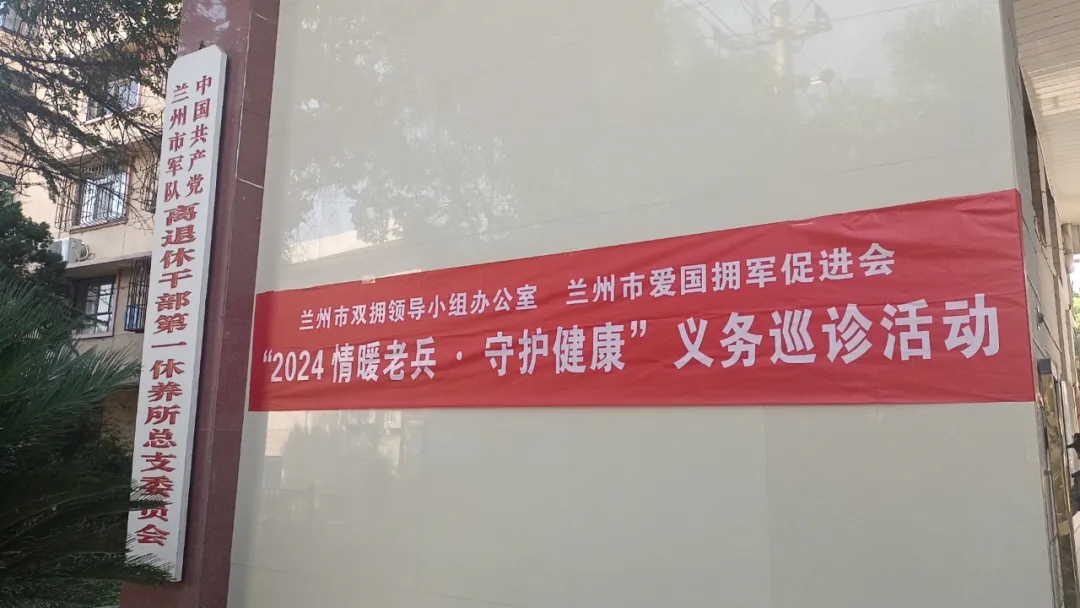 中国共产党
兰州市军队
离退休干部第一休养所总支委员会
兰州市双拥领导小组办公室 兰州市爱国拥军促进会
“2024 情暖老兵 · 守护健康” 义务巡诊活动